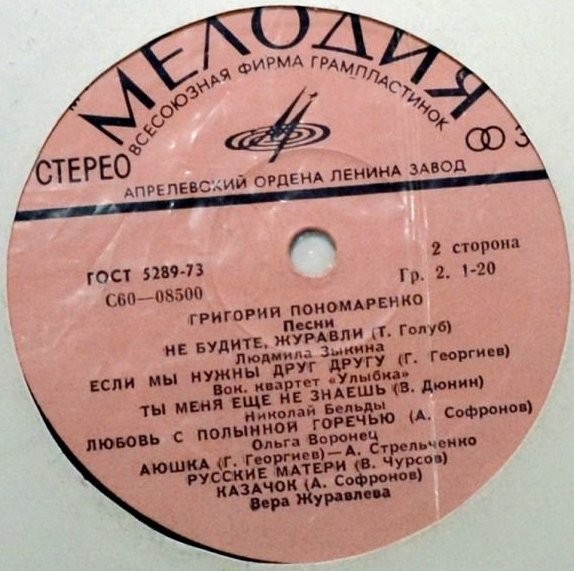 МЕЛОДИЯ
ВСЕСОЮЗНАЯ ФИРМА ГРАМПЛАСТИНОК
СТЕРЕО
33
АПРЕЛЕВСКИЙ ОРДЕНА ЛЕНИНА ЗАВОД
ГОСТ 5289-73
С60—08500
2 сторона
Гр. 2. 1-20
ГРИГОРИЙ ПОНОМАРЕНКО
Песни
НЕ БУДИТЕ, ЖУРАВЛИ (Т. Голуб)
Людмила Зыкина
ЕСЛИ МЫ НУЖНЫ ДРУГ ДРУГУ (Г. Георгиев)
Вок. квартет «Улыбка»
ТЫ МЕНЯ ЕЩЕ НЕ ЗНАЕШЬ (В. Дюнин)
Николай Бельды
ЛЮБОВЬ С ПОЛЫННОЙ ГОРЕЧЬЮ (А. Софронов)
Ольга Воронец
АЮШКА (Г. Георгиев)— А. Стрельченко
РУССКИЕ МАТЕРИ (В. Чурсов)
КАЗАЧОК (А. Софронов)
Вера Журавлева